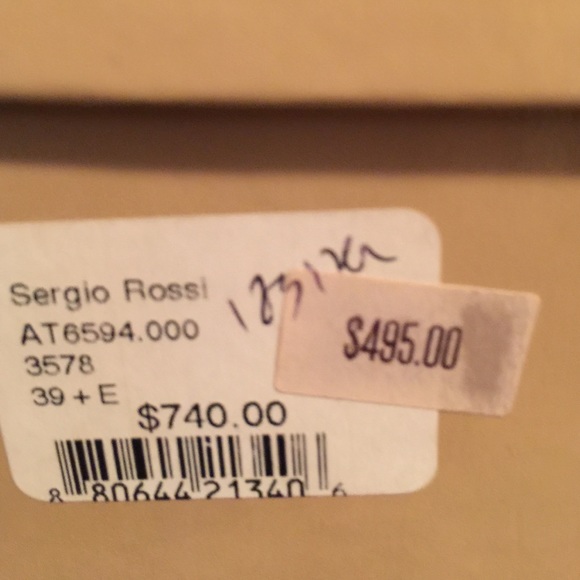 Sergio Rossi
AT6594.000
3578
39 + E
$740.00
$495.00
8 80644 21340 6